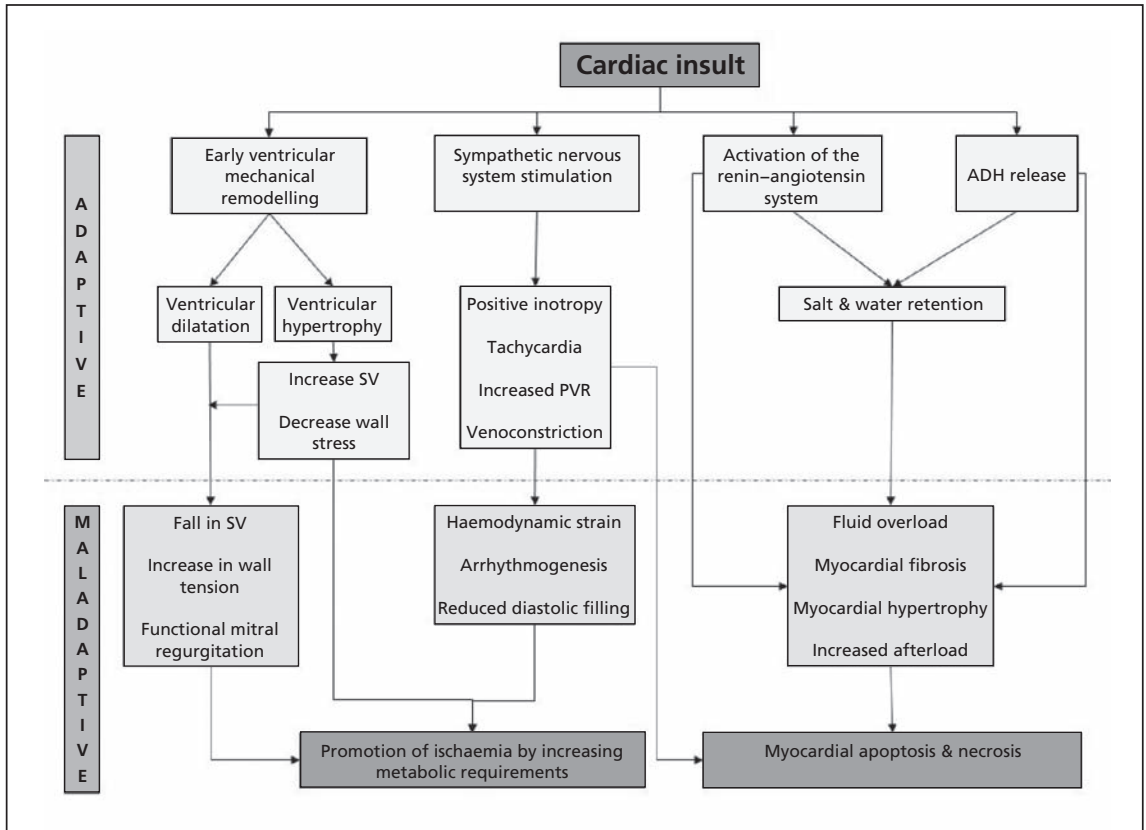 Cardiac insult
ADAPTIVE
Early ventricular
mechanical
remodelling
Sympathetic nervous
system stimulation
Activation of the
renin–angiotensin
system
ADH release
Ventricular
dilatation
Ventricular
hypertrophy
Positive inotropy
Tachycardia
Increased PVR
Venoconstriction
Salt & water retention
Increase SV
Decrease wall
stress
MALADAPTIVE
Fall in SV
Increase in wall
tension
Functional mitral
regurgitation
Haemodynamic strain
Arrhythmogenesis
Reduced diastolic filling
Fluid overload
Myocardial fibrosis
Myocardial hypertrophy
Increased afterload
Promotion of ischaemia by increasing
metabolic requirements
Myocardial apoptosis & necrosis